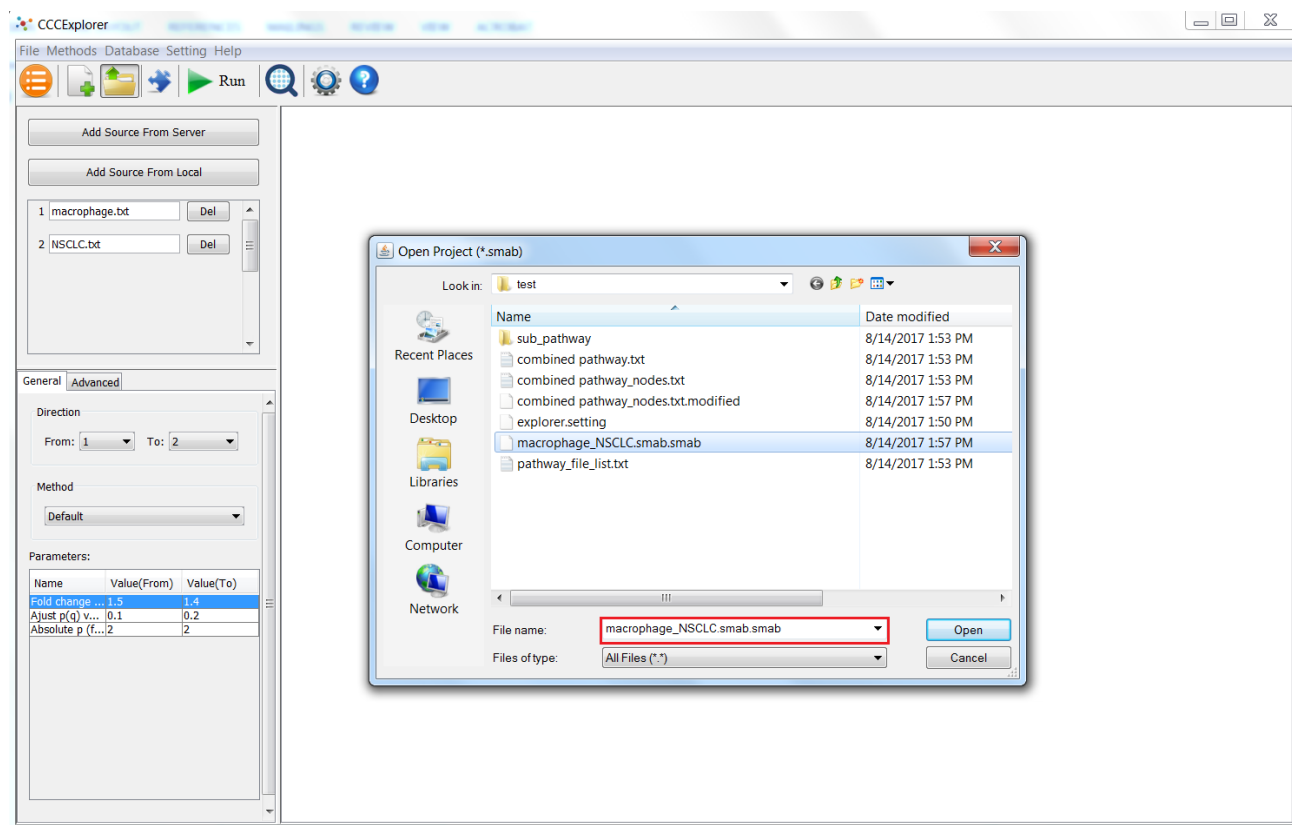 CCCExplorer
REFERENCES MAILINGS REVIEW VIEW ACROBAT
File Methods Database Setting Help
Run
Add Source From Server
Add Source From Local
1 macrophage.txt Del
2 NSCLC.txt Del
General Advanced
Direction
From: 1 To: 2
Method
Default
Parameters:
Name Value(From) Value(To)
Fold change ... 1.5 1.4
Ajust p(q) v... 0.1 0.2
Absolute p (f... 2 2
Open Project (*.smab)
Look in: test
Name Date modified
sub_pathway 8/14/2017 1:53 PM
combined pathway.txt 8/14/2017 1:53 PM
combined pathway_nodes.txt 8/14/2017 1:53 PM
combined pathway_nodes.txt.modified 8/14/2017 1:57 PM
explorer.setting 8/14/2017 1:50 PM
macrophage_NSCLC.smab.smab 8/14/2017 1:57 PM
pathway_file_list.txt 8/14/2017 1:53 PM
Recent Places
Desktop
Libraries
Computer
Network
File name: macrophage_NSCLC.smab.smab Open
Files of type: All Files (*.*) Cancel